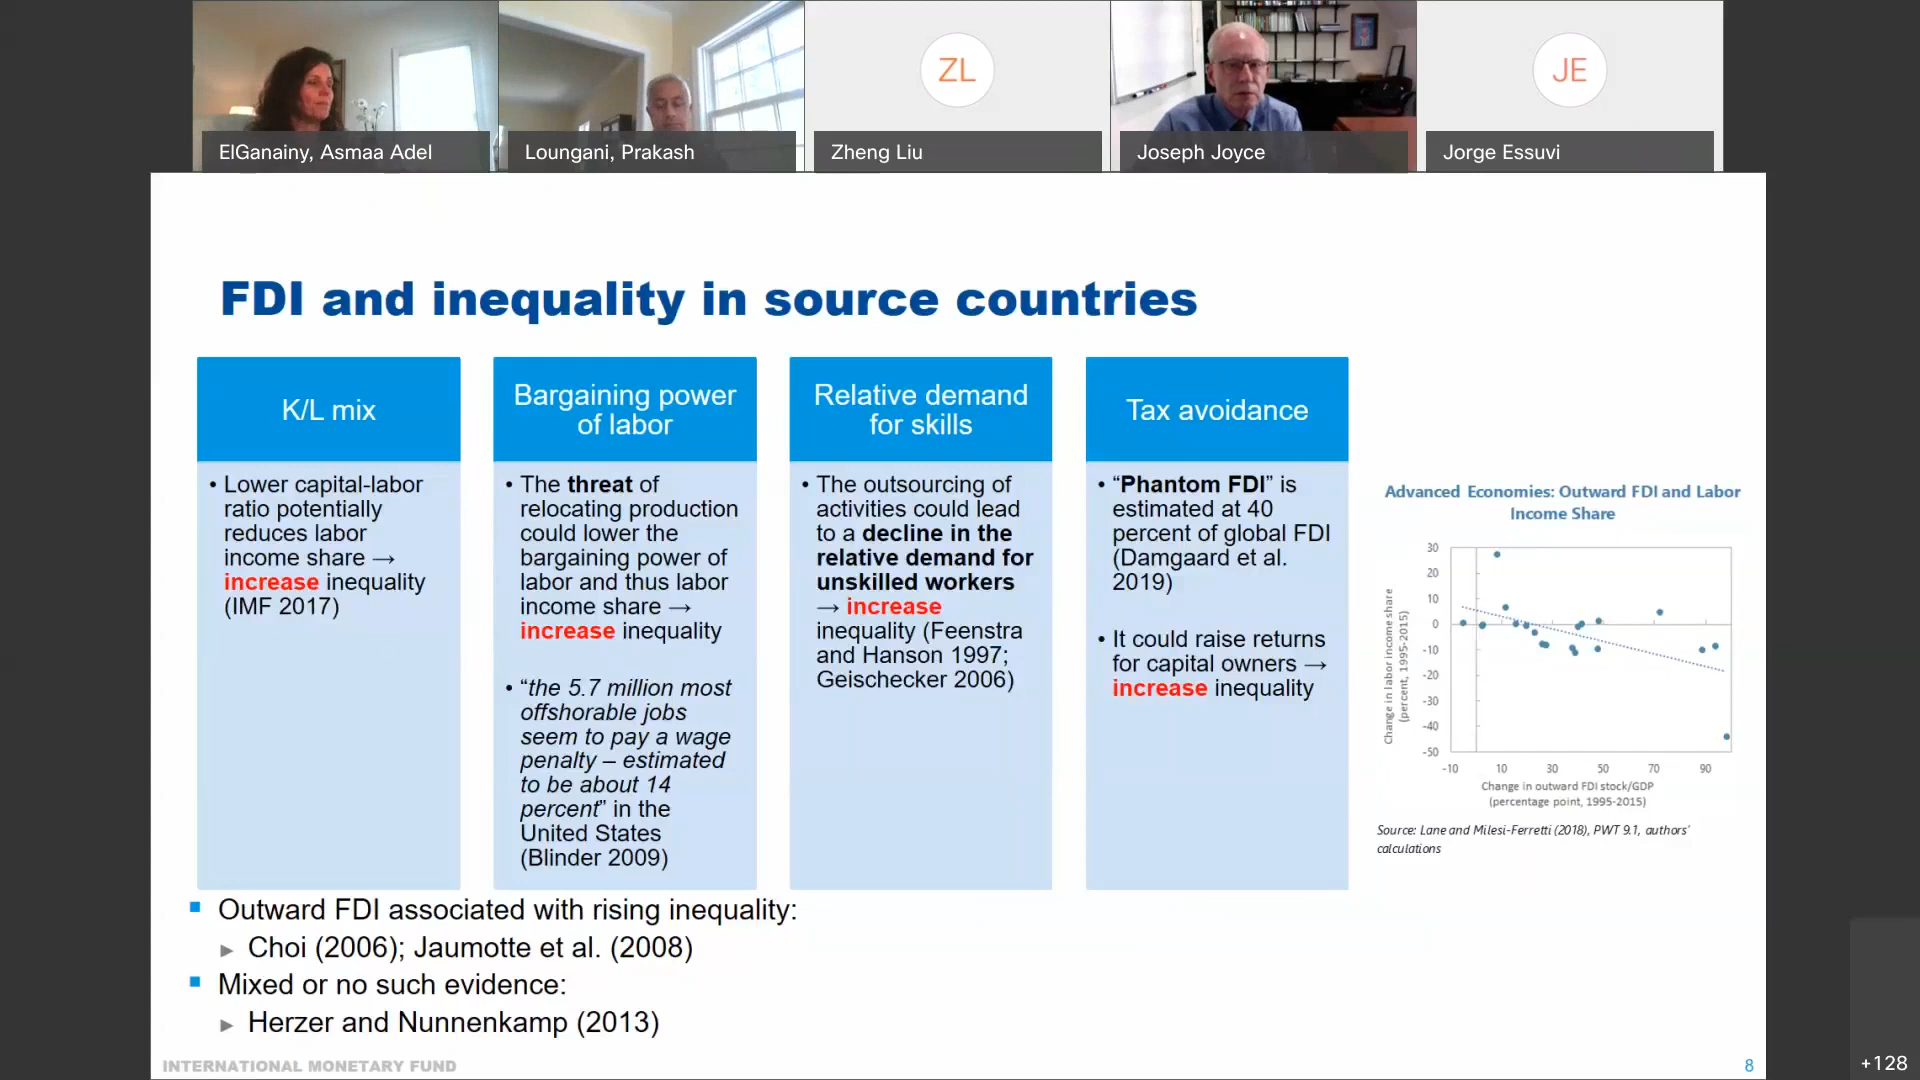 ZL
JE
ElGanainy, Asmaa Adel
Loungani, Prakash
Zheng Liu
Joseph Joyce
Jorge Essuvi
FDI and inequality in source countries
K/L mix
• Lower capital-labor
ratio potentially
reduces labor
income share →
increase inequality
(IMF 2017)
Bargaining power
of labor
• The threat of
relocating production
could lower the
bargaining power of
labor and thus labor
income share →
increase inequality
• “the 5.7 million most
offshorable jobs
seem to pay a wage
penalty – estimated
to be about 14
percent” in the
United States
(Blinder 2009)
Relative demand
for skills
• The outsourcing of
activities could lead
to a decline in the
relative demand for
unskilled workers
→ increase
inequality (Feenstra
and Hanson 1997;
Geischecker 2006)
Tax avoidance
• “Phantom FDI” is
estimated at 40
percent of global FDI
(Damgaard et al.
2019)
• It could raise returns
for capital owners →
increase inequality
Advanced Economies: Outward FDI and Labor
Income Share
Change in labor income share
(percent, 1995-2015)
30
20
10
0
-10
-20
-30
-40
-50
-10 10 30 50 70 90
Change in outward FDI stock/GDP
(percentage point, 1995-2015)
Source: Lane and Milesi-Ferretti (2018), PWT 9.1, authors'
calculations
▪ Outward FDI associated with rising inequality:
► Choi (2006); Jaumotte et al. (2008)
▪ Mixed or no such evidence:
► Herzer and Nunnenkamp (2013)
INTERNATIONAL MONETARY FUND
8
+128